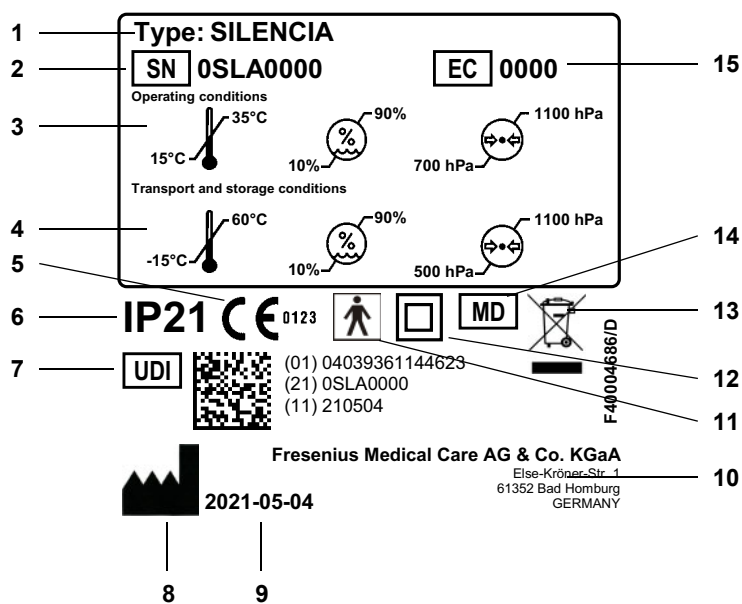 1 Type: SILENCIA
2 SN 0SLA0000 EC 0000 15
Operating conditions
3 35°C 15°C 90% % 10% 1100 hPa 700 hPa
Transport and storage conditions
4 60°C -15°C 90% % 10% 1100 hPa 500 hPa 14
5
6 IP21 CE 0123 MD 13
7 UDI (01) 04039361144623 12
(21) 0SLA0000 11
(11) 210504
F40004686/D
Fresenius Medical Care AG & Co. KGaA
Else-Kröner-Str. 1 10
61352 Bad Homburg
GERMANY
2021-05-04
8 9